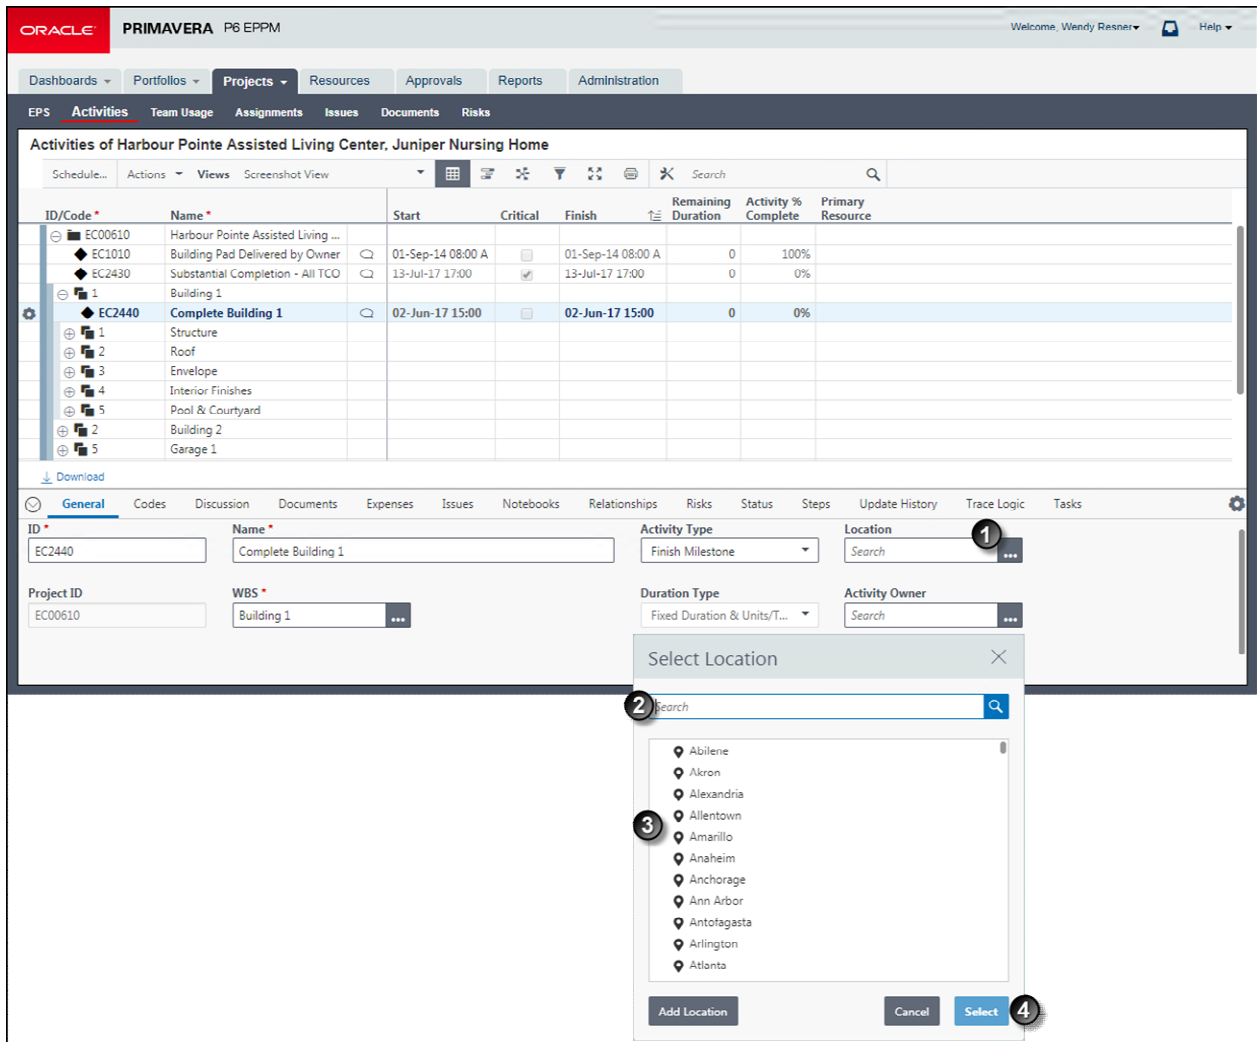 ORACLE PRIMAVERA P6 EPPM Welcome, Wendy Resner Help
Dashboards Portfolios Projects Resources Approvals Reports Administration
EPS Activities Team Usage Assignments Issues Documents Risks
Activities of Harbour Pointe Assisted Living Center, Juniper Nursing Home
Schedule... Actions Views Screenshot View Search
ID/Code * Name * Start Critical Finish Remaining Duration Activity % Complete Primary Resource
EC00610 Harbour Pointe Assisted Living ...
EC1010 Building Pad Delivered by Owner 01-Sep-14 08:00 A 01-Sep-14 08:00 A 0 100%
EC2430 Substantial Completion - All TCO 13-Jul-17 17:00 13-Jul-17 17:00 0 0%
1 Building 1
EC2440 Complete Building 1 02-Jun-17 15:00 02-Jun-17 15:00 0 0%
1 Structure
2 Roof
3 Envelope
4 Interior Finishes
5 Pool & Courtyard
2 Building 2
5 Garage 1
Download
General Codes Discussion Documents Expenses Issues Notebooks Relationships Risks Status Steps Update History Trace Logic Tasks
ID * Name * Activity Type Location 1
EC2440 Complete Building 1 Finish Milestone Search ...
Project ID WBS * Duration Type Activity Owner
EC00610 Building 1 ... Fixed Duration & Units/T... Search ...
Select Location
2 Search
Abilene
Akron
Alexandria
Allentown
3
Amarillo
Anaheim
Anchorage
Ann Arbor
Antofagasta
Arlington
Atlanta
Add Location Cancel Select 4